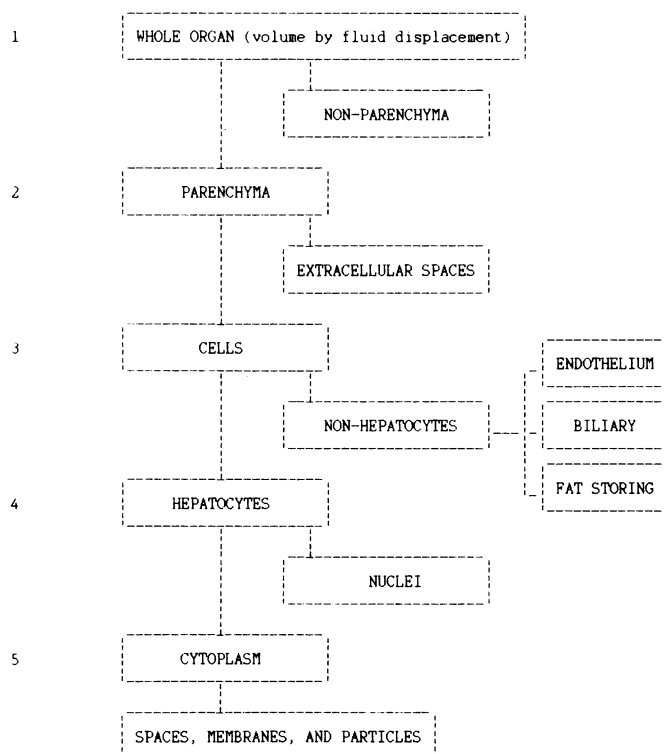 1
WHOLE ORGAN (volume by fluid displacement)
NON-PARENCHYMA
2
PARENCHYMA
EXTRACELLULAR SPACES
3
CELLS
ENDOTHELIUM
NON-HEPATOCYTES
BILIARY
FAT STORING
4
HEPATOCYTES
NUCLEI
5
CYTOPLASM
SPACES, MEMBRANES, AND PARTICLES